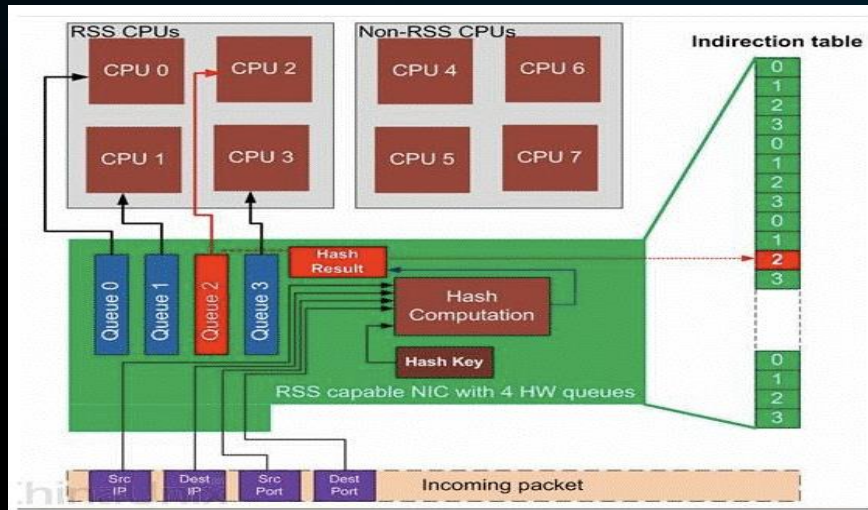 RSS CPUs
Non-RSS CPUs
Indirection table
CPU 0
CPU 2
CPU 4
CPU 6
CPU 1
CPU 3
CPU 5
CPU 7
0
1
2
3
0
1
2
3
0
1
2
3
0
1
2
3
Queue 0
Queue 1
Queue 2
Queue 3
Hash
Result
Hash
Computation
Hash Key
RSS capable NIC with 4 HW queues
Src
IP
Dest
IP
Src
Port
Dest
Port
Incoming packet